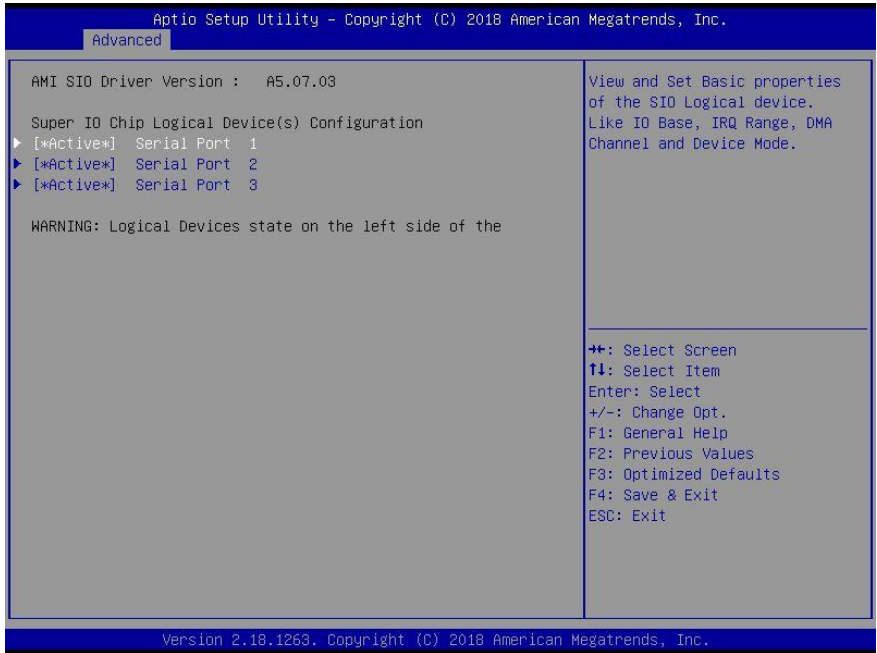 Aptio Setup Utility – Copyright (C) 2018 American Megatrends, Inc.
Advanced
AMI SIO Driver Version :   A5.07.03
Super IO Chip Logical Device(s) Configuration
[*Active*]   Serial Port   1
[*Active*]   Serial Port   2
[*Active*]   Serial Port   3
WARNING: Logical Devices state on the left side of the
View and Set Basic properties
of the SIO Logical device.
Like IO Base, IRQ Range, DMA
Channel and Device Mode.
→←: Select Screen
↑↓: Select Item
Enter: Select
+/-: Change Opt.
F1: General Help
F2: Previous Values
F3: Optimized Defaults
F4: Save & Exit
ESC: Exit
Version 2.18.1263. Copyright (C) 2018 American Megatrends, Inc.